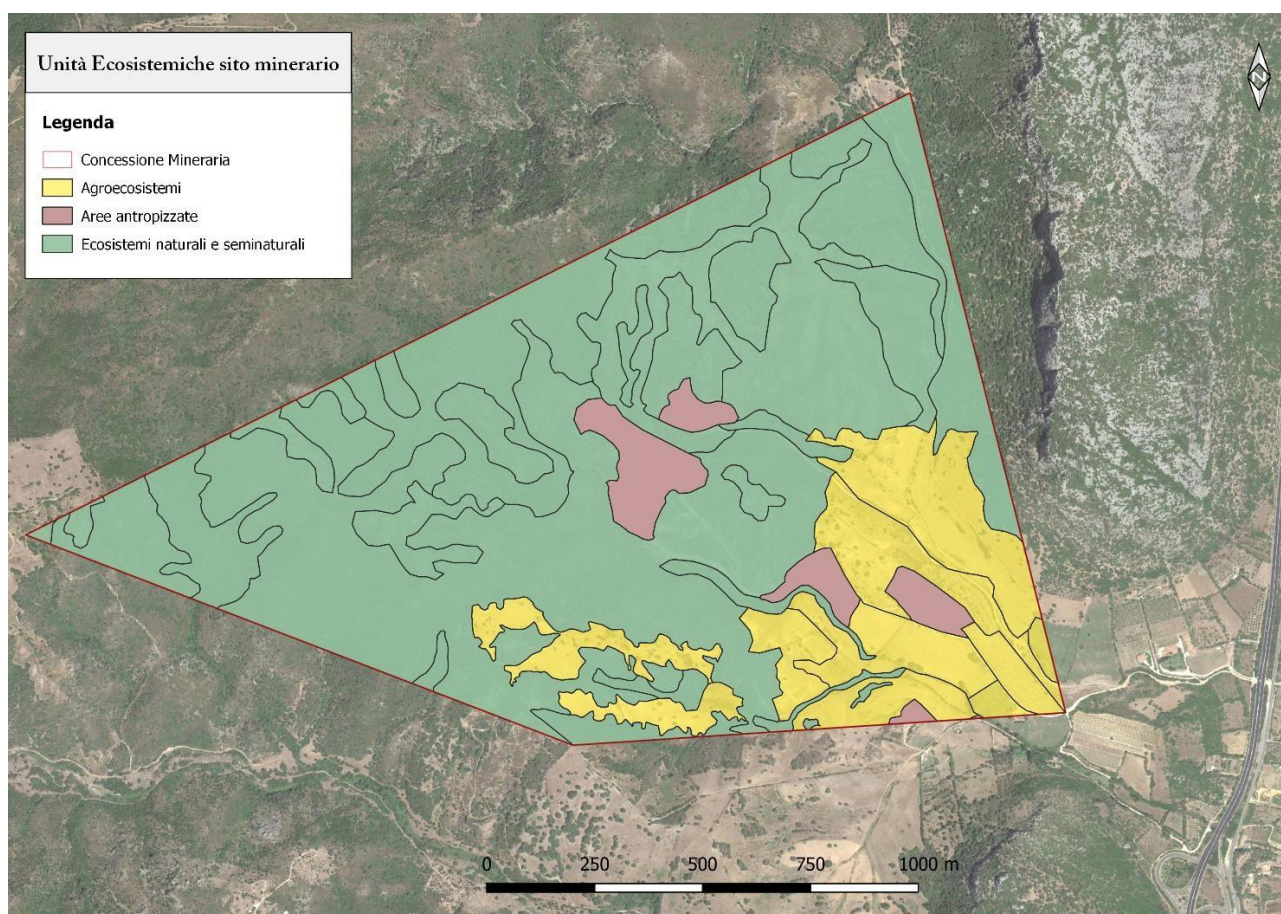 Unità Ecosistemiche sito minerario
Legenda
Concessione Mineraria
Agroecosistemi
Aree antropizzate
Ecosistemi naturali e seminaturali
N
0 250 500 750 1000 m